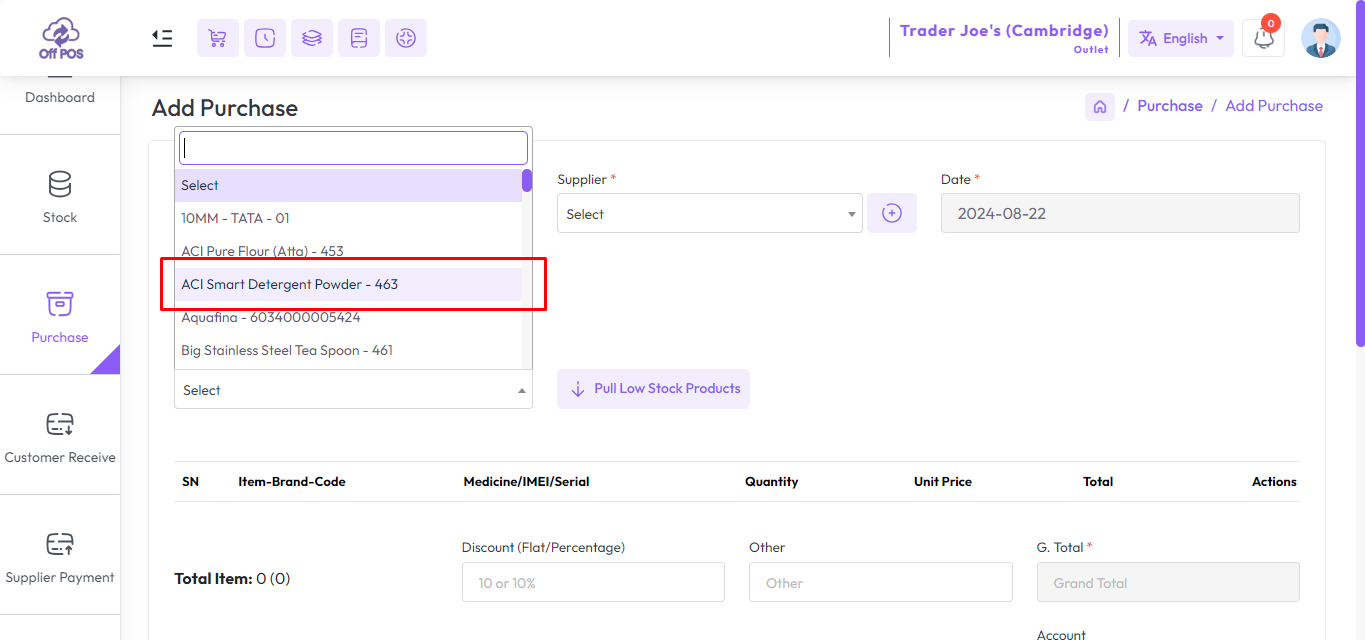 Off POS
Trader Joe's (Cambridge)
Outlet
English
0
Dashboard
Stock
Purchase
Customer Receive
Supplier Payment
Add Purchase
/ Purchase / Add Purchase
Select
10MM - TATA - 01
ACI Pure Flour (Atta) - 453
ACI Smart Detergent Powder - 463
Aquafina - 6034000005424
Big Stainless Steel Tea Spoon - 461
Select
Supplier *
Select
Date *
2024-08-22
Pull Low Stock Products
SN Item-Brand-Code Medicine/IMEI/Serial Quantity Unit Price Total Actions
Total Item: 0 (0)
Discount (Flat/Percentage)
10 or 10%
Other
Other
G. Total *
Grand Total
Account